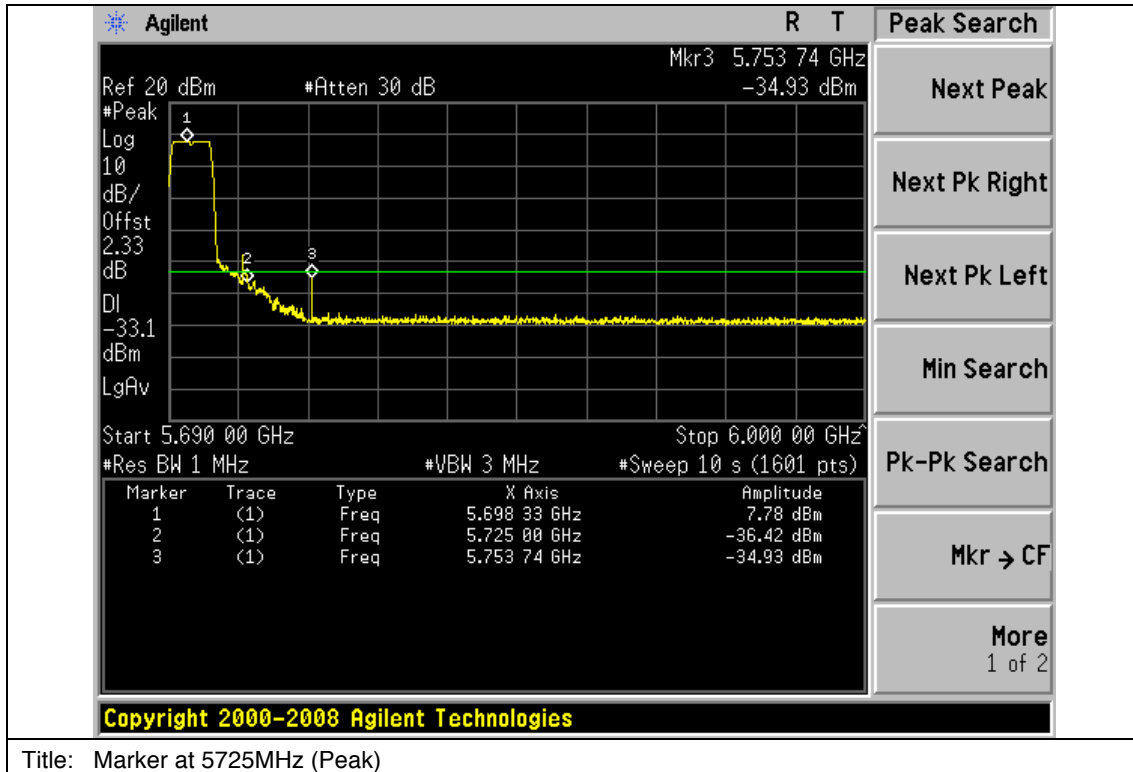 Agilent R T
Peak Search
Mkr3 5.753 74 GHz
Ref 20 dBm #Atten 30 dB -34.93 dBm
#Peak
Log
10
dB/
Offst
2.33
dB
DI
-33.1
dBm
LgAv
1
2
3
Start 5.690 00 GHz Stop 6.000 00 GHz^
#Res BW 1 MHz #VBW 3 MHz #Sweep 10 s (1601 pts)
Marker Trace Type X Axis Amplitude
1 (1) Freq 5.698 33 GHz 7.78 dBm
2 (1) Freq 5.725 00 GHz -36.42 dBm
3 (1) Freq 5.753 74 GHz -34.93 dBm
Next Peak
Next Pk Right
Next Pk Left
Min Search
Pk-Pk Search
Mkr → CF
More
1 of 2
Copyright 2000-2008 Agilent Technologies
Title: Marker at 5725MHz (Peak)